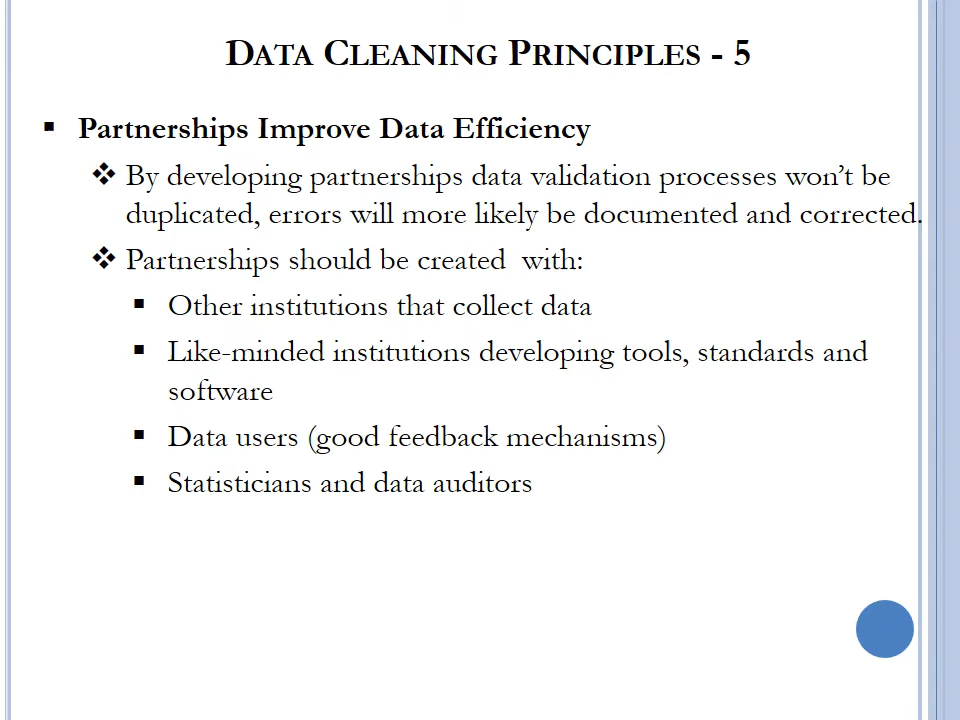 DATA CLEANING PRINCIPLES - 5
▪ Partnerships Improve Data Efficiency
❖ By developing partnerships data validation processes won’t be
duplicated, errors will more likely be documented and corrected.
❖ Partnerships should be created  with:
▪ Other institutions that collect data
▪ Like-minded institutions developing tools, standards and
software
▪ Data users (good feedback mechanisms)
▪ Statisticians and data auditors